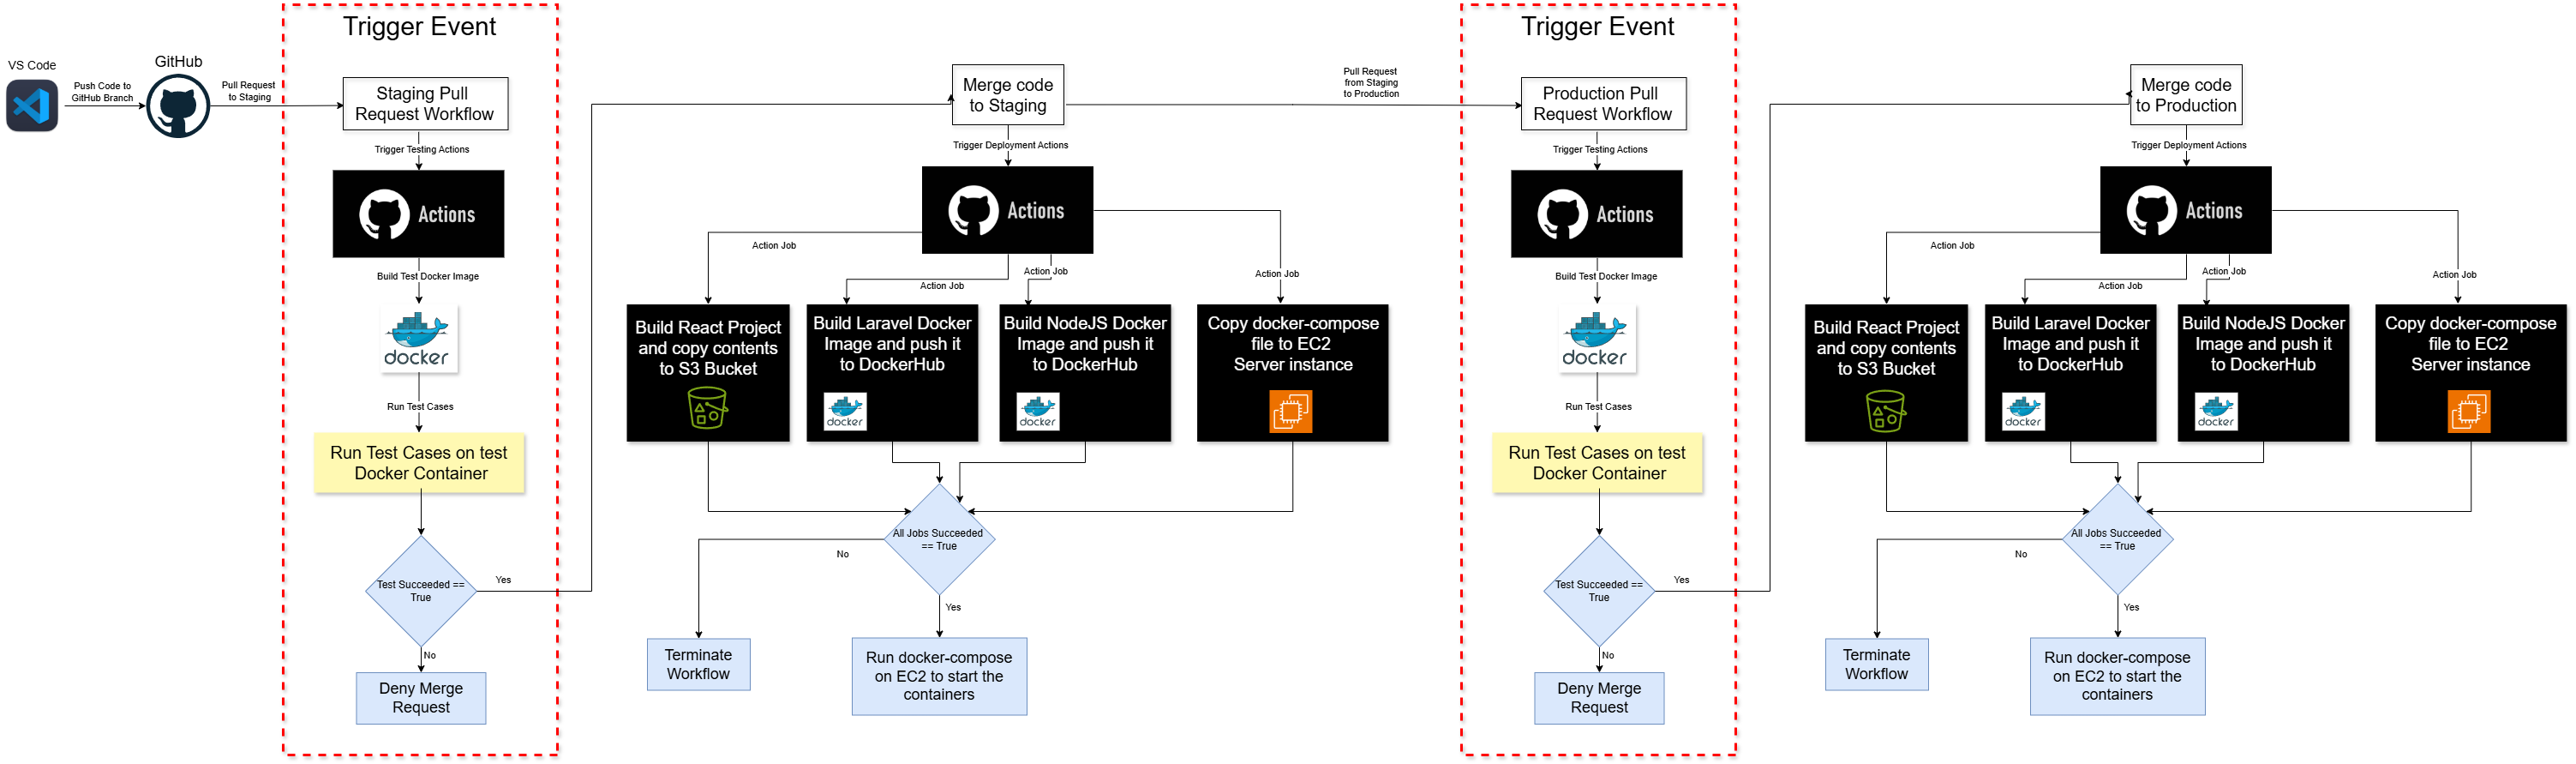 VS Code
Push Code to
GitHub Branch
GitHub
Pull Request
to Staging
Trigger Event
Staging Pull
Request Workflow
Trigger Testing Actions
Actions
Build Test Docker Image
docker
Run Test Cases
Run Test Cases on test
Docker Container
Test Succeeded ==
True
Yes
No
Deny Merge
Request
Merge code
to Staging
Trigger Deployment Actions
Actions
Action Job
Action Job
Action Job
Action Job
Build React Project
and copy contents
to S3 Bucket
Build Laravel Docker
Image and push it
to DockerHub
docker
Build NodeJS Docker
Image and push it
to DockerHub
docker
Copy docker-compose
file to EC2
Server instance
All Jobs Succeeded
== True
No
Yes
Terminate
Workflow
Run docker-compose
on EC2 to start the
containers
Pull Request
from Staging
to Production
Trigger Event
Production Pull
Request Workflow
Trigger Testing Actions
Actions
Build Test Docker Image
docker
Run Test Cases
Run Test Cases on test
Docker Container
Test Succeeded ==
True
Yes
No
Deny Merge
Request
Merge code
to Production
Trigger Deployment Actions
Actions
Action Job
Action Job
Action Job
Action Job
Build React Project
and copy contents
to S3 Bucket
Build Laravel Docker
Image and push it
to DockerHub
docker
Build NodeJS Docker
Image and push it
to DockerHub
docker
Copy docker-compose
file to EC2
Server instance
All Jobs Succeeded
== True
No
Yes
Terminate
Workflow
Run docker-compose
on EC2 to start the
containers